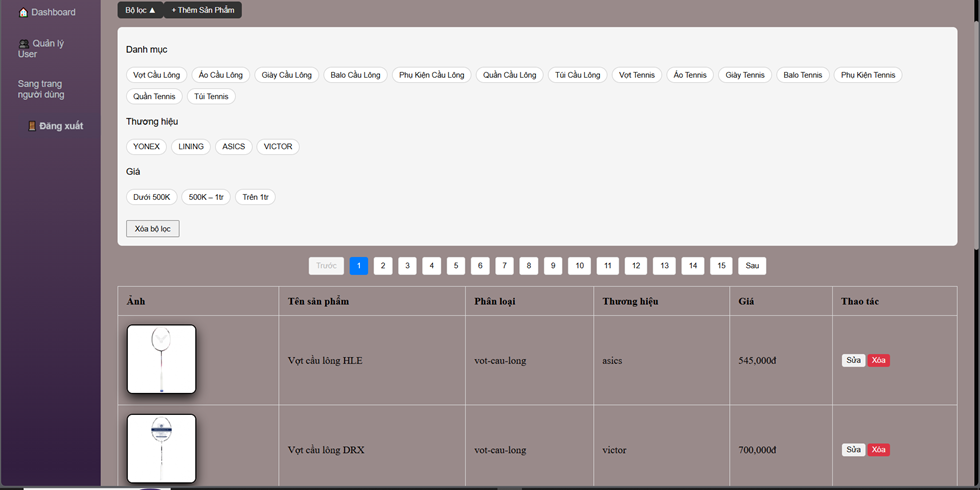 Dashboard
Quản lý
User
Sang trang
người dùng
Đăng xuất
Bộ lọc ▲
+ Thêm Sản Phẩm
Danh mục
Vợt Cầu Lông Áo Cầu Lông Giày Cầu Lông Balo Cầu Lông Phụ Kiện Cầu Lông Quần Cầu Lông Túi Cầu Lông Vợt Tennis Áo Tennis Giày Tennis Balo Tennis Phụ Kiện Tennis
Quần Tennis Túi Tennis
Thương hiệu
YONEX LINING ASICS VICTOR
Giá
Dưới 500K 500K – 1tr Trên 1tr
Xóa bộ lọc
Trước 1 2 3 4 5 6 7 8 9 10 11 12 13 14 15 Sau
Ảnh Tên sản phẩm Phân loại Thương hiệu Giá Thao tác
Vợt cầu lông HLE vot-cau-long asics 545,000đ Sửa Xóa
Vợt cầu lông DRX vot-cau-long victor 700,000đ Sửa Xóa